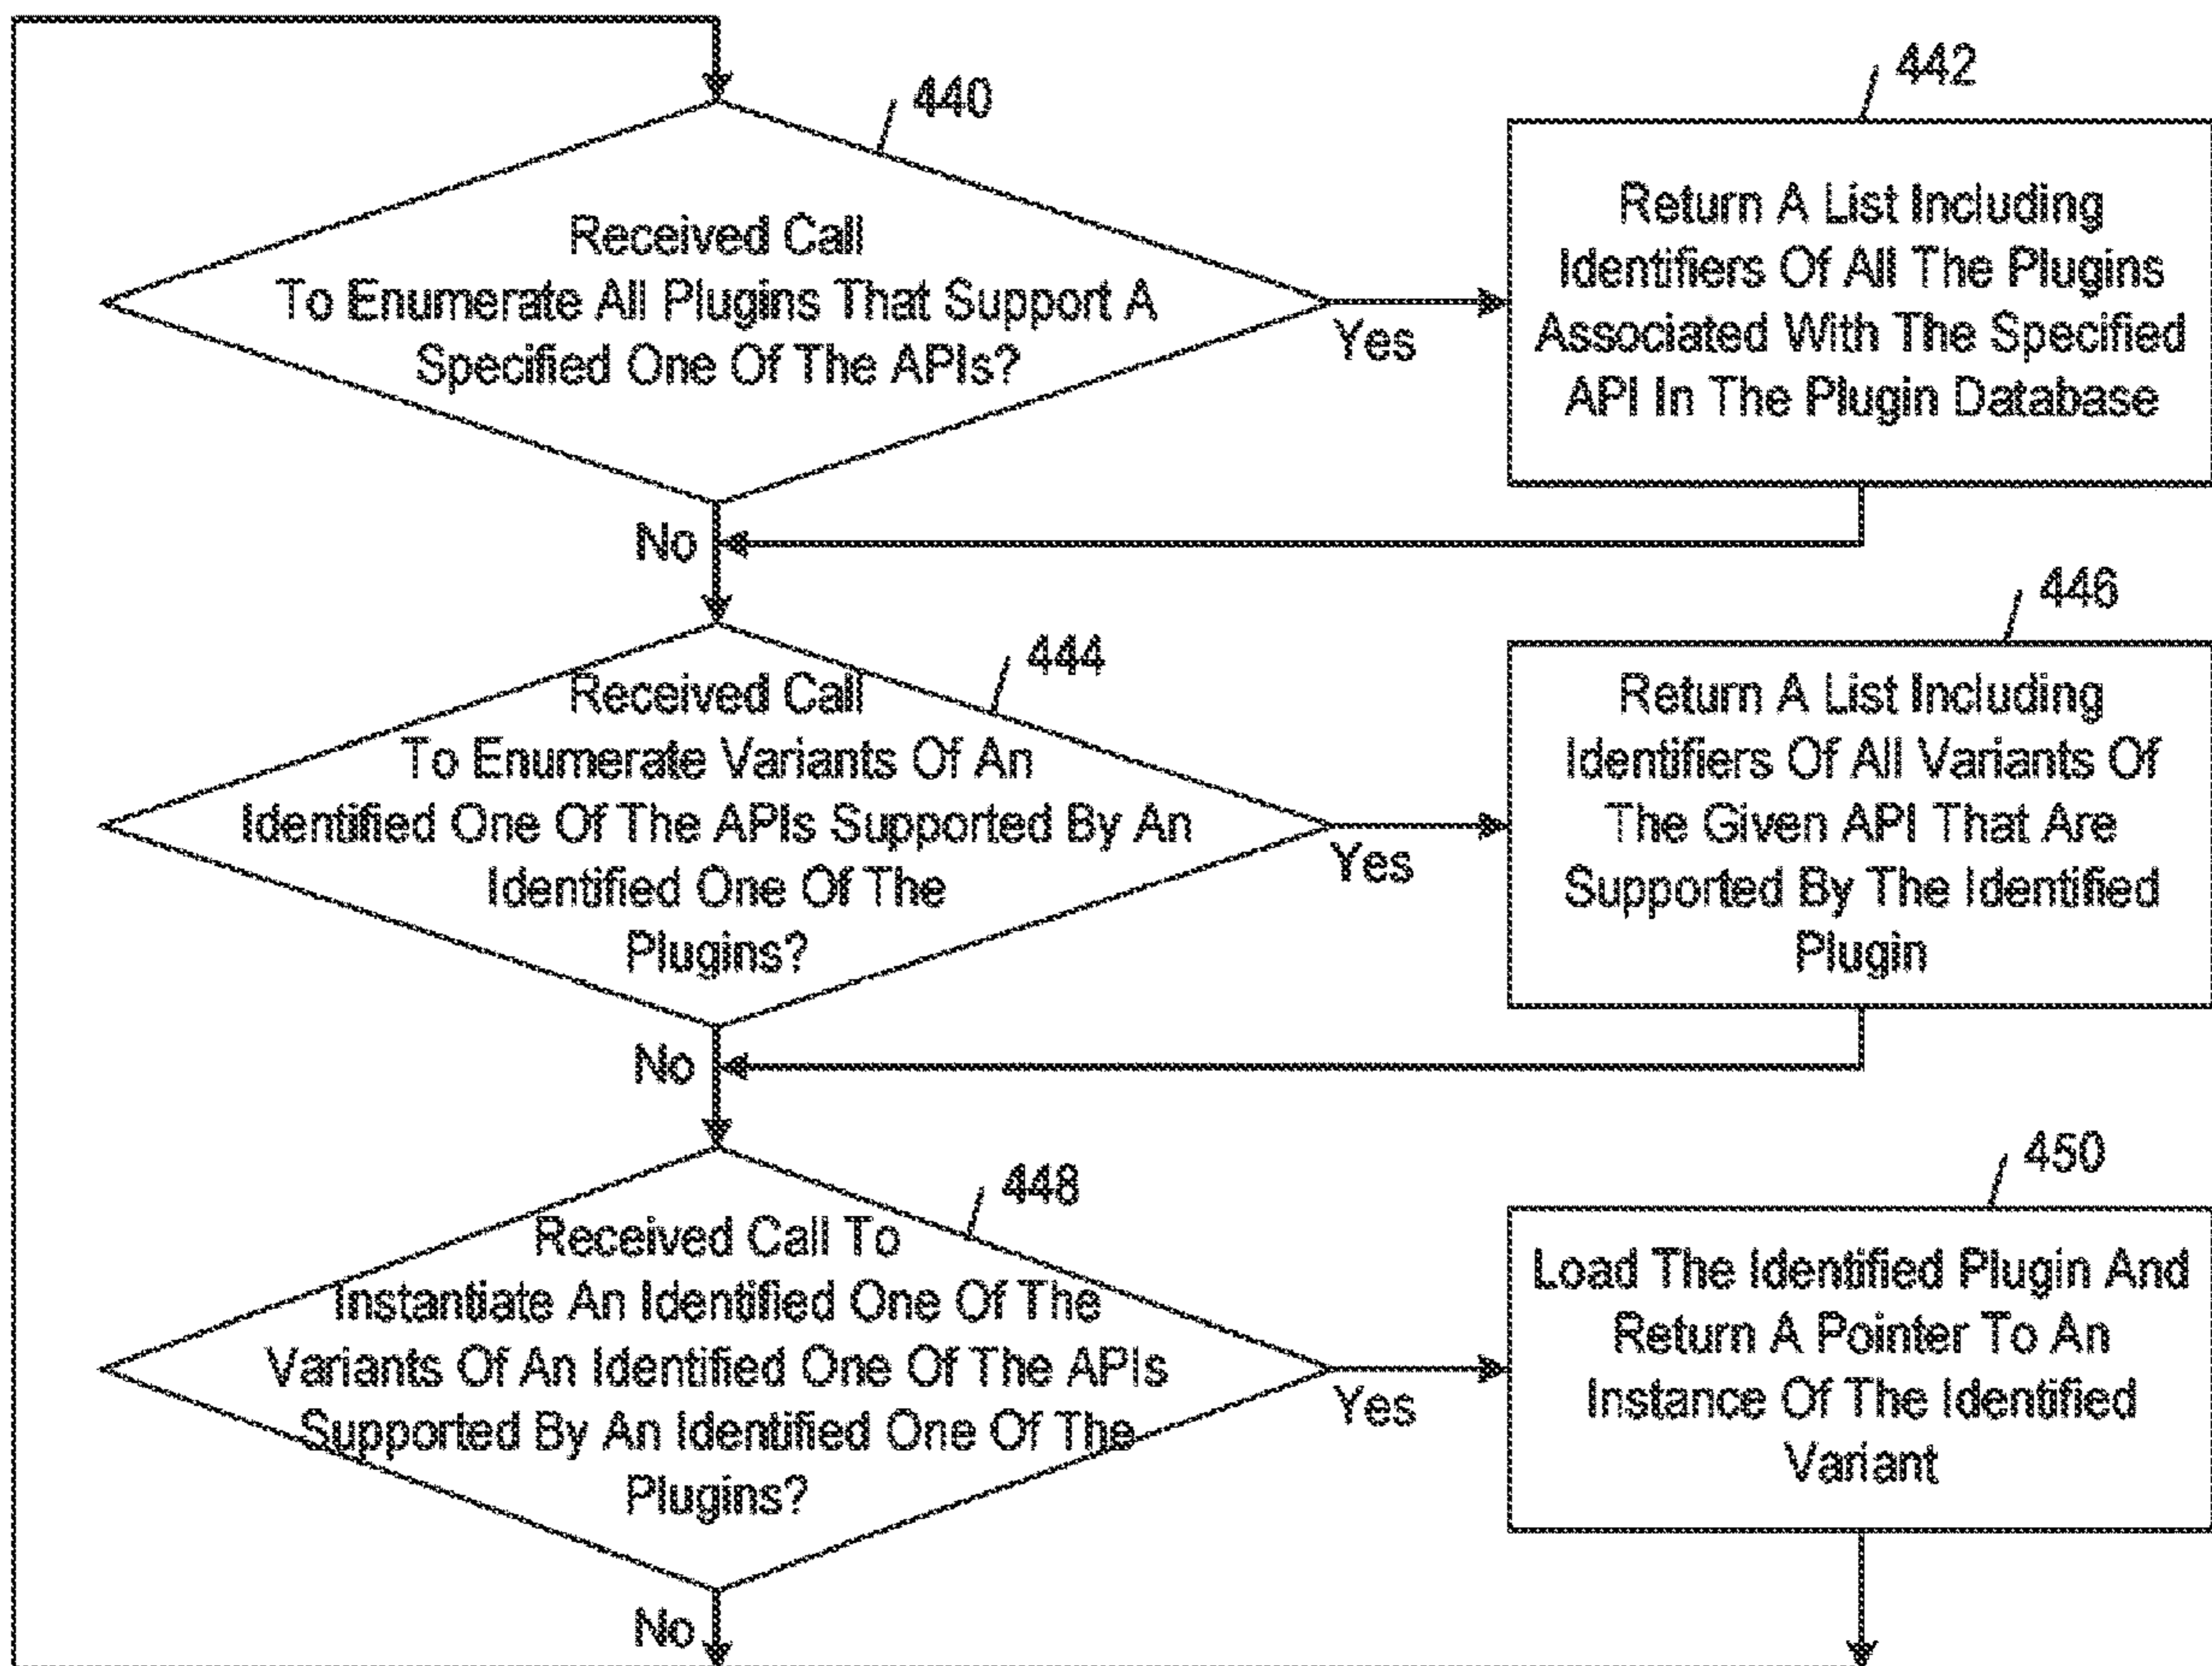 440
Received Call
To Enumerate All Plugins That Support A
Specified One Of The APIs?
Yes
No
442
Return A List Including
Identifiers Of All The Plugins
Associated With The Specified
API In The Plugin Database
444
Received Call
To Enumerate Variants Of An
Identified One Of The APIs Supported By An
Identified One Of The
Plugins?
Yes
No
446
Return A List Including
Identifiers Of All Variants Of
The Given API That Are
Supported By The Identified
Plugin
448
Received Call To
Instantiate An Identified One Of The
Variants Of An Identified One Of The APIs
Supported By An Identified One Of The
Plugins?
Yes
No
450
Load The Identified Plugin And
Return A Pointer To An
Instance Of The Identified
Variant